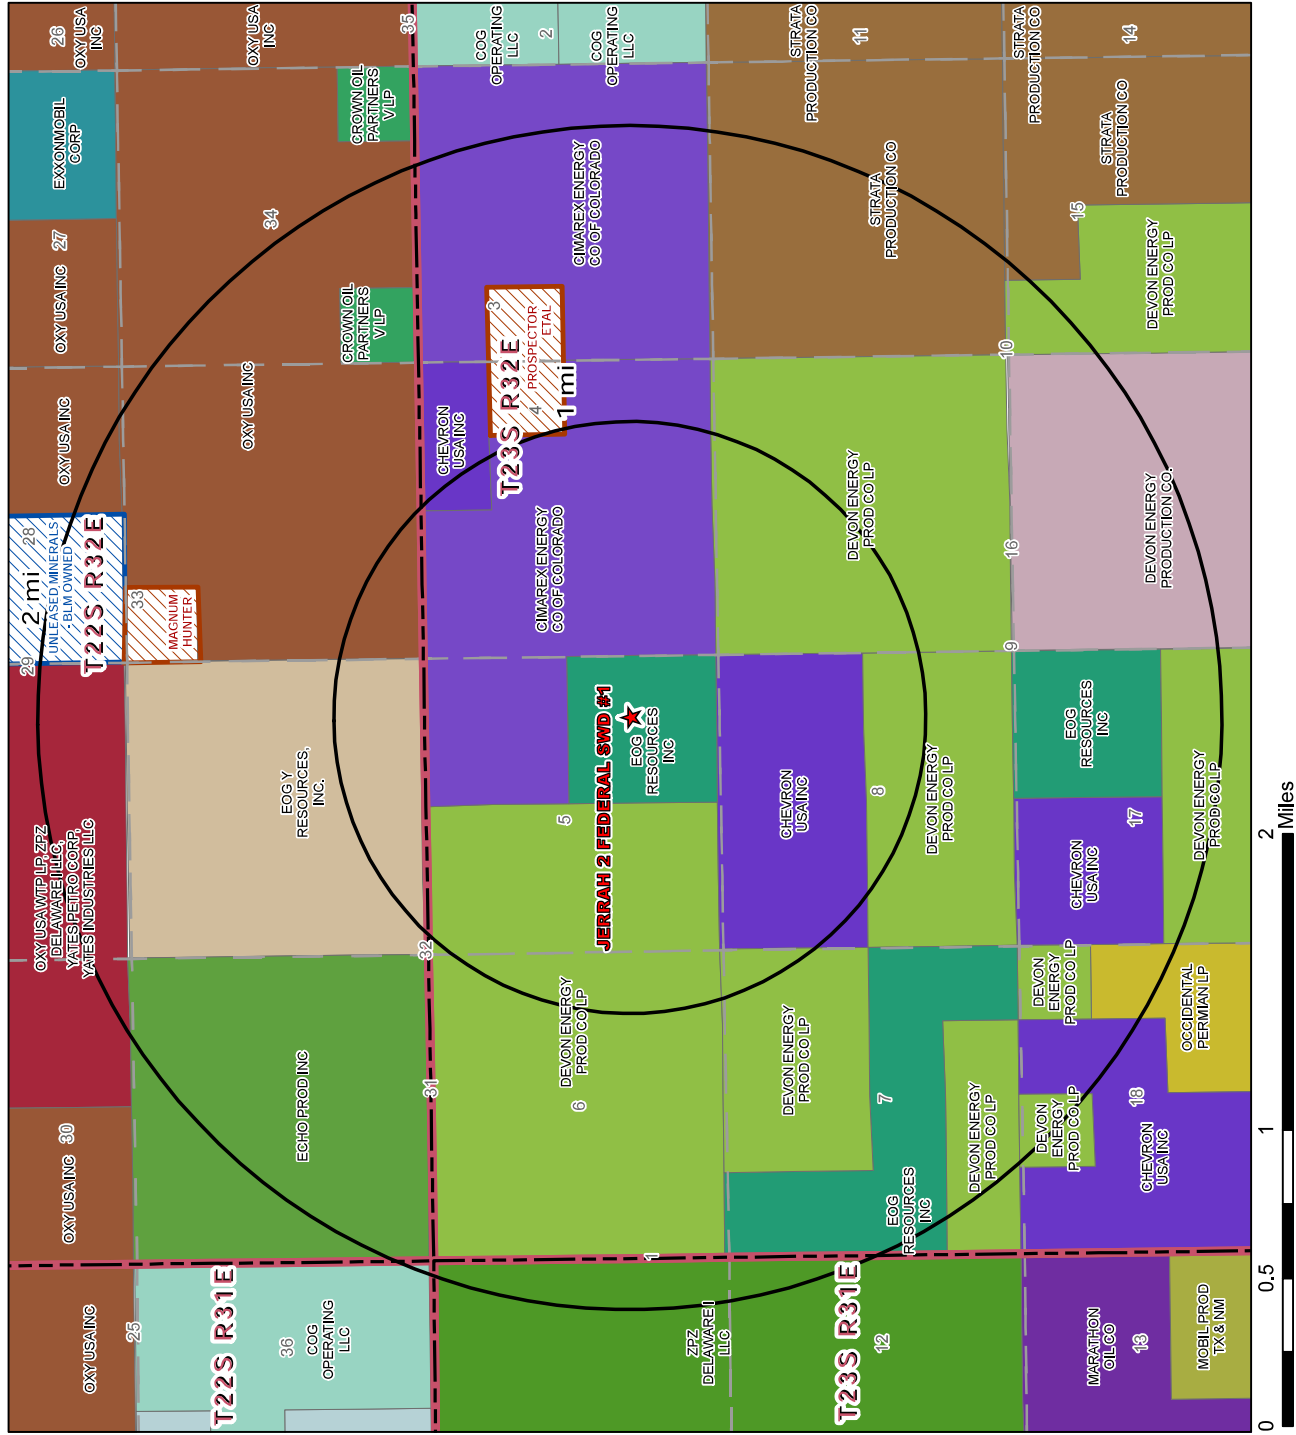 OXY USA INC
25
T22S R31E
36
COG
OPERATING
LLC
OXY USA INC
30
OXY USA WTP LP, ZPZ
DELAWARE I LLC,
YATES PETRO CORP,
YATES INDUSTRIES LLC
29
2 mi
28
UNLEASED MINERALS
- BLM OWNED
T22S R32E
OXY USA INC
OXY USA INC
27
EXXONMOBIL
CORP
26
OXY USA
INC
ECHO PROD INC
EOG Y
RESOURCES,
INC.
33
MAGNUM
HUNTER
OXY USA INC
34
CROWN OIL
PARTNERS
V LP
CROWN OIL
PARTNERS
V LP
OXY USA
INC
35
31
32
1
6
DEVON ENERGY
PROD CO LP
5
JERRAH 2 FEDERAL SWD #1
EOG
RESOURCES
INC
CIMAREX ENERGY
CO OF COLORADO
CHEVRON
USA INC
T23S R32E
4
3
PROSPECTOR
ETAL
1 mi
CIMAREX ENERGY
CO OF COLORADO
COG
OPERATING
LLC
2
COG
OPERATING
LLC
ZPZ
DELAWARE I
LLC
T23S R31E
12
EOG
RESOURCES
INC
7
DEVON ENERGY
PROD CO LP
DEVON ENERGY
PROD CO LP
CHEVRON
USA INC
8
DEVON ENERGY
PROD CO LP
DEVON ENERGY
PROD CO LP
9
10
STRATA
PRODUCTION CO
STRATA
PRODUCTION CO
11
MARATHON
OIL CO
13
MOBIL PROD
TX & NM
DEVON
ENERGY
PROD CO LP
CHEVRON
USA INC
18
DEVON
ENERGY
PROD CO LP
OCCIDENTAL
PERMIAN LP
CHEVRON
USA INC
17
EOG
RESOURCES
INC
DEVON ENERGY
PROD CO LP
16
DEVON ENERGY
PRODUCTION CO.
DEVON ENERGY
PROD CO LP
15
STRATA
PRODUCTION CO
STRATA
PRODUCTION CO
14
0 0.5 1 2
Miles